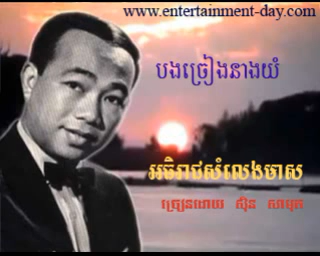 www.entertainment-day.com
បងច្រៀងនាងយំ
អធិរាជសំលេងមាស
ច្រៀងដោយ ស៊ិន សាមុត